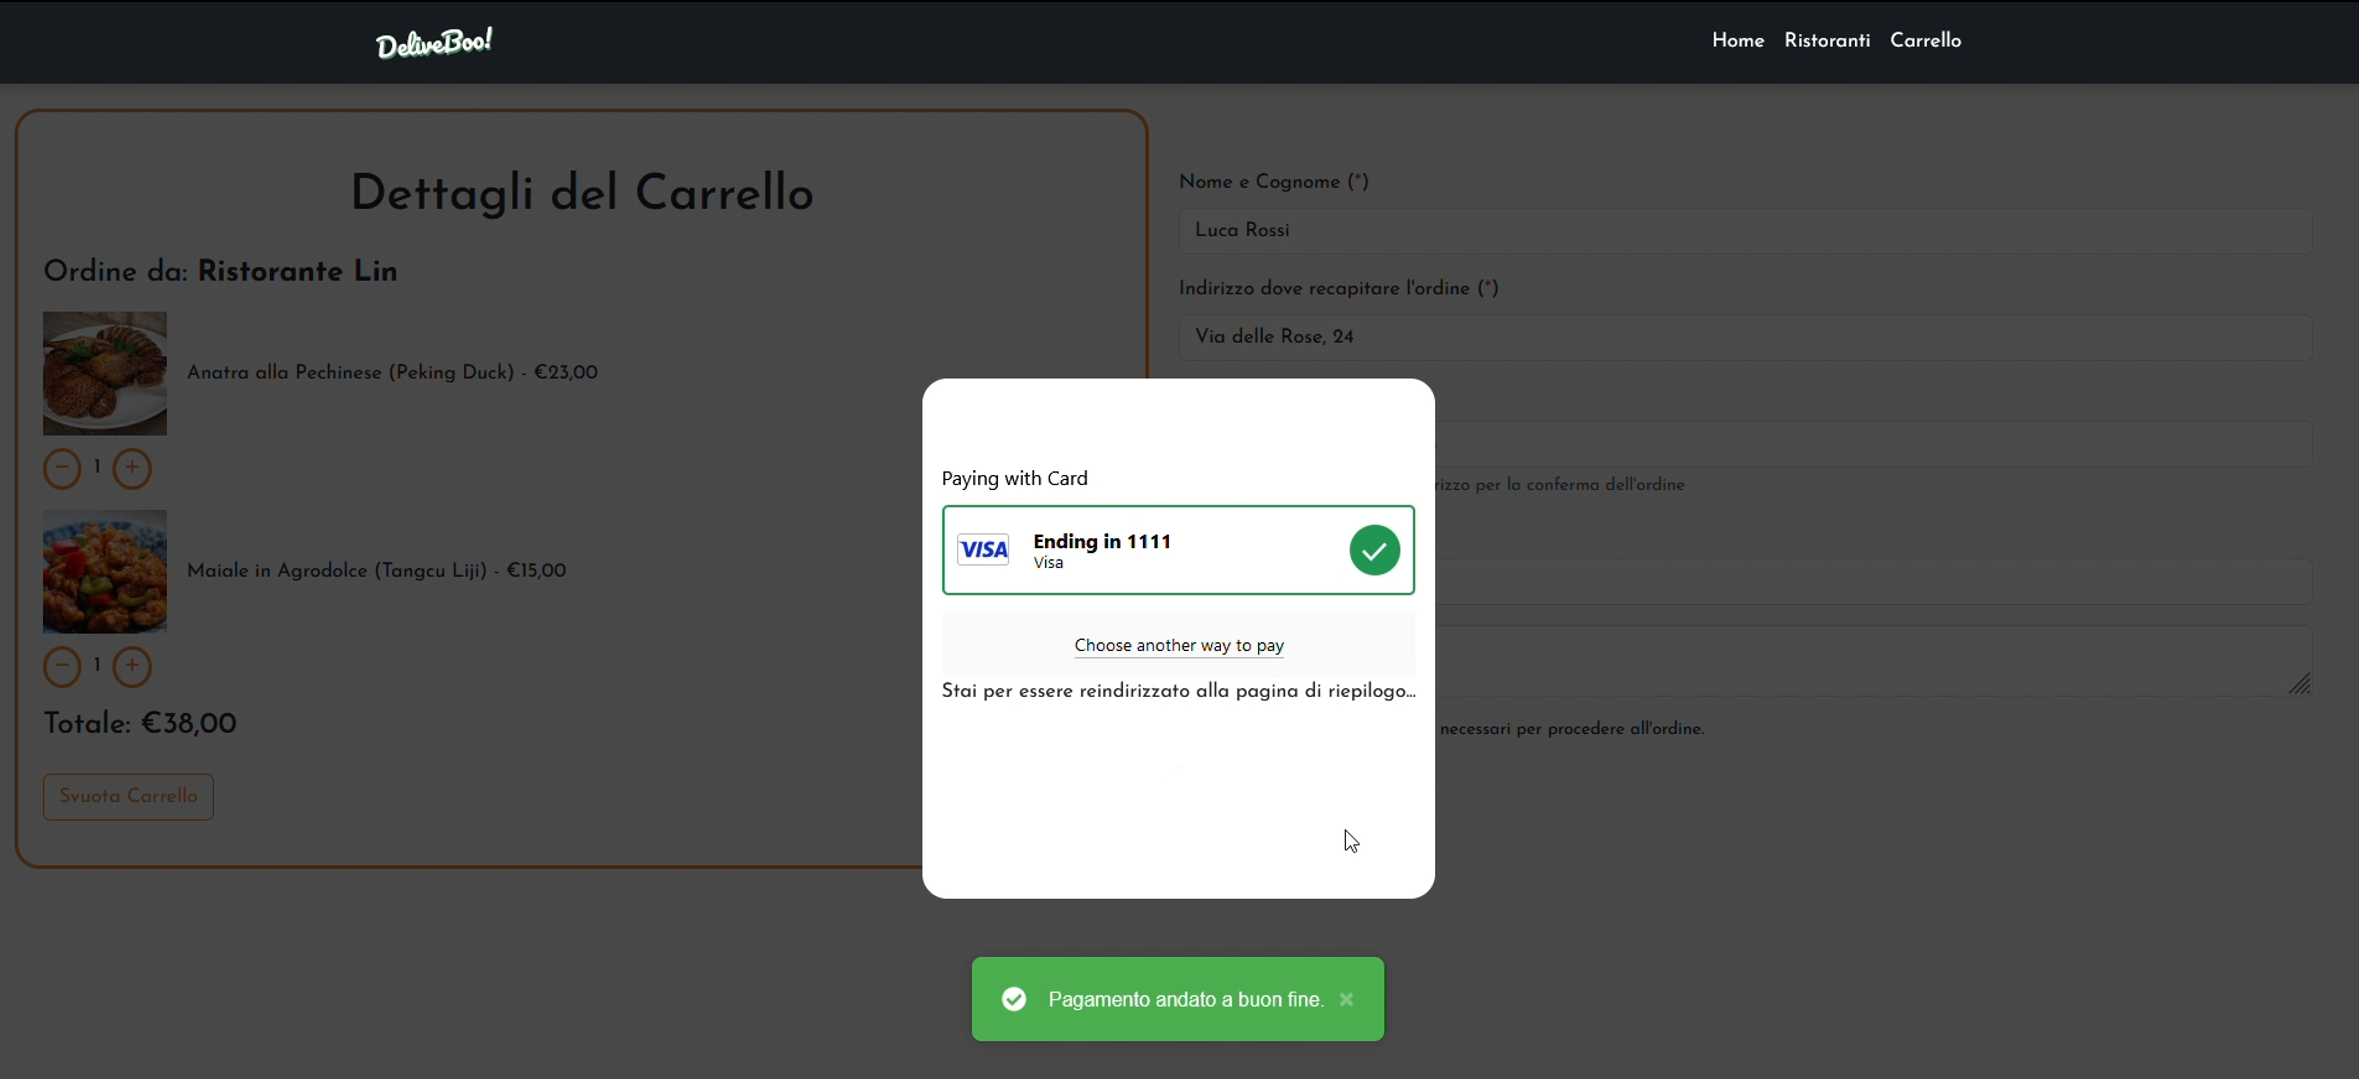 DeliveBoo!
Home Ristoranti Carrello
Dettagli del Carrello
Ordine da: Ristorante Lin
Anatra alla Pechinese (Peking Duck) - €23,00
− 1 +
Maiale in Agrodolce (Tangcu Liji) - €15,00
− 1 +
Totale: €38,00
Svuota Carrello
Nome e Cognome (*)
Luca Rossi
Indirizzo dove recapitare l'ordine (*)
Via delle Rose, 24
per la conferma dell'ordine
necessari per procedere all'ordine.
Paying with Card
VISA
Ending in 1111
Visa
Choose another way to pay
Stai per essere reindirizzato alla pagina di riepilogo...
Pagamento andato a buon fine. ×